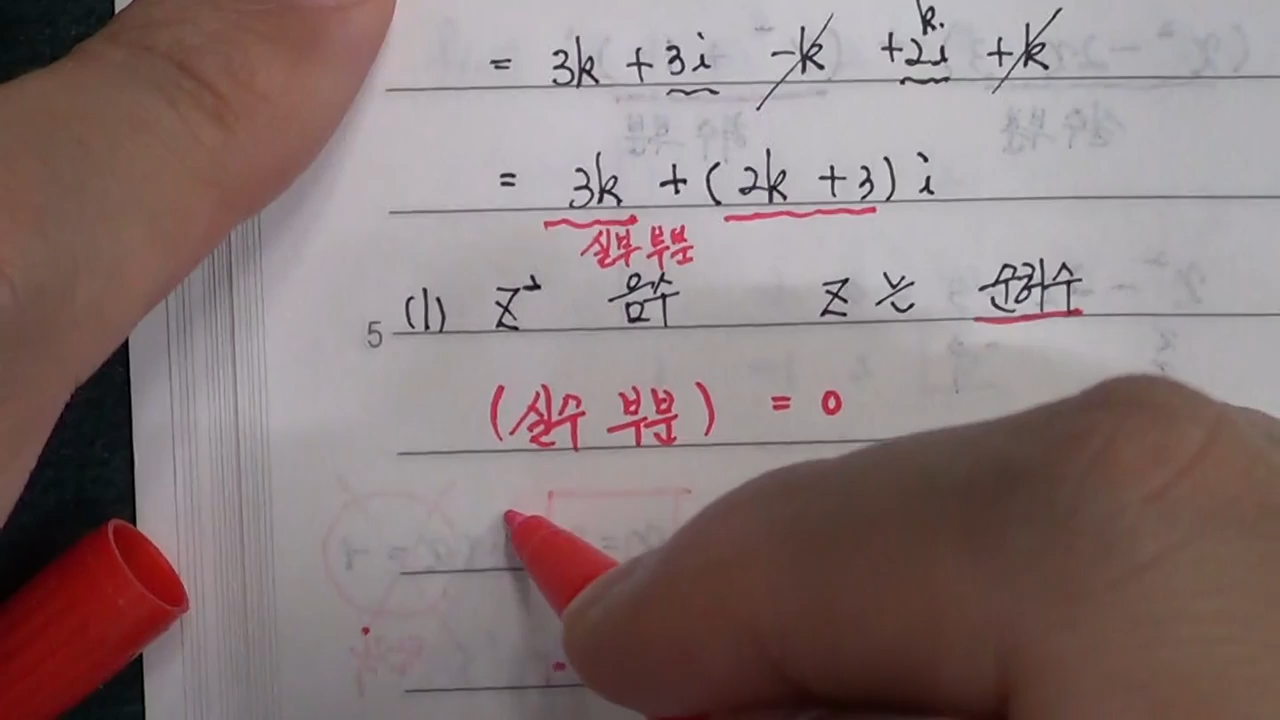 = 3k + 3i - k + 2ki + k
= 3k + (2k + 3) i
실부 부분
5 (1) Z² 음수 Z는 순허수
(실수 부분) = 0